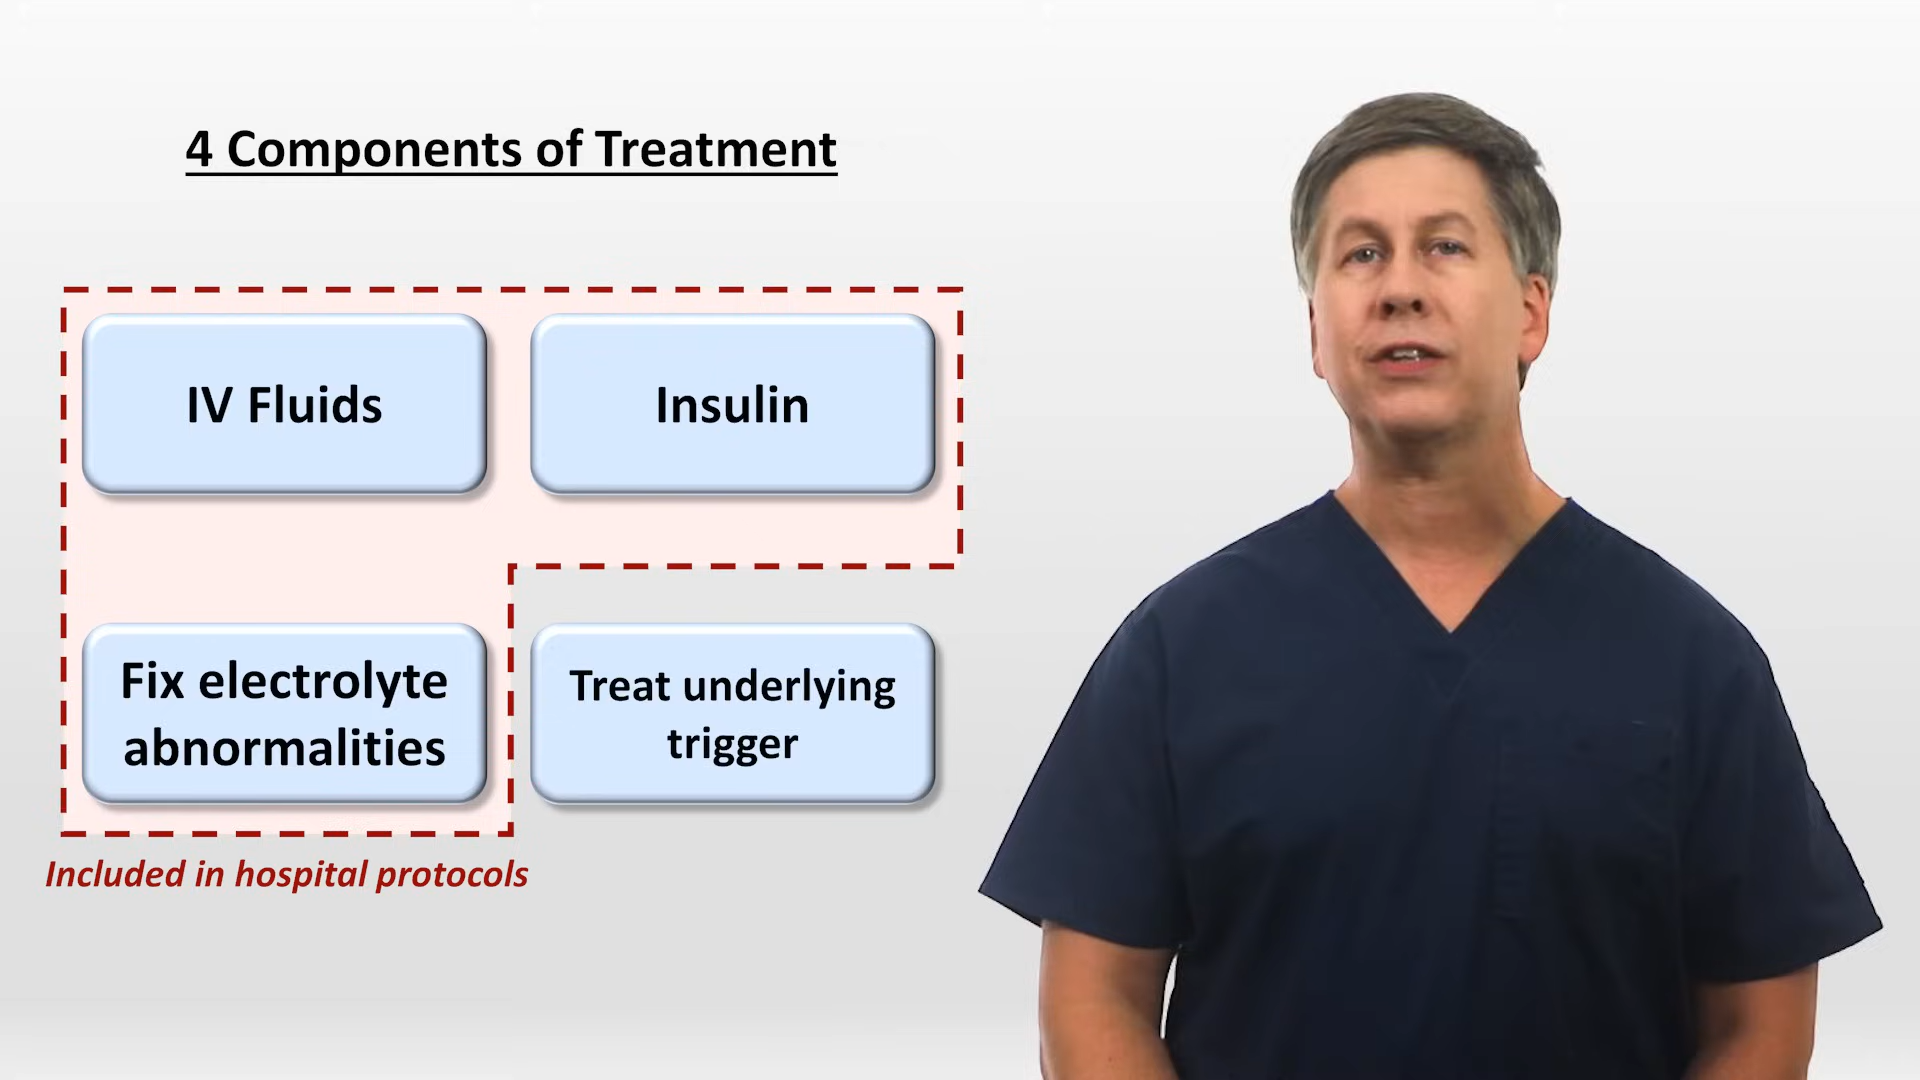 4 Components of Treatment
IV Fluids
Insulin
Fix electrolyte
abnormalities
Treat underlying
trigger
Included in hospital protocols